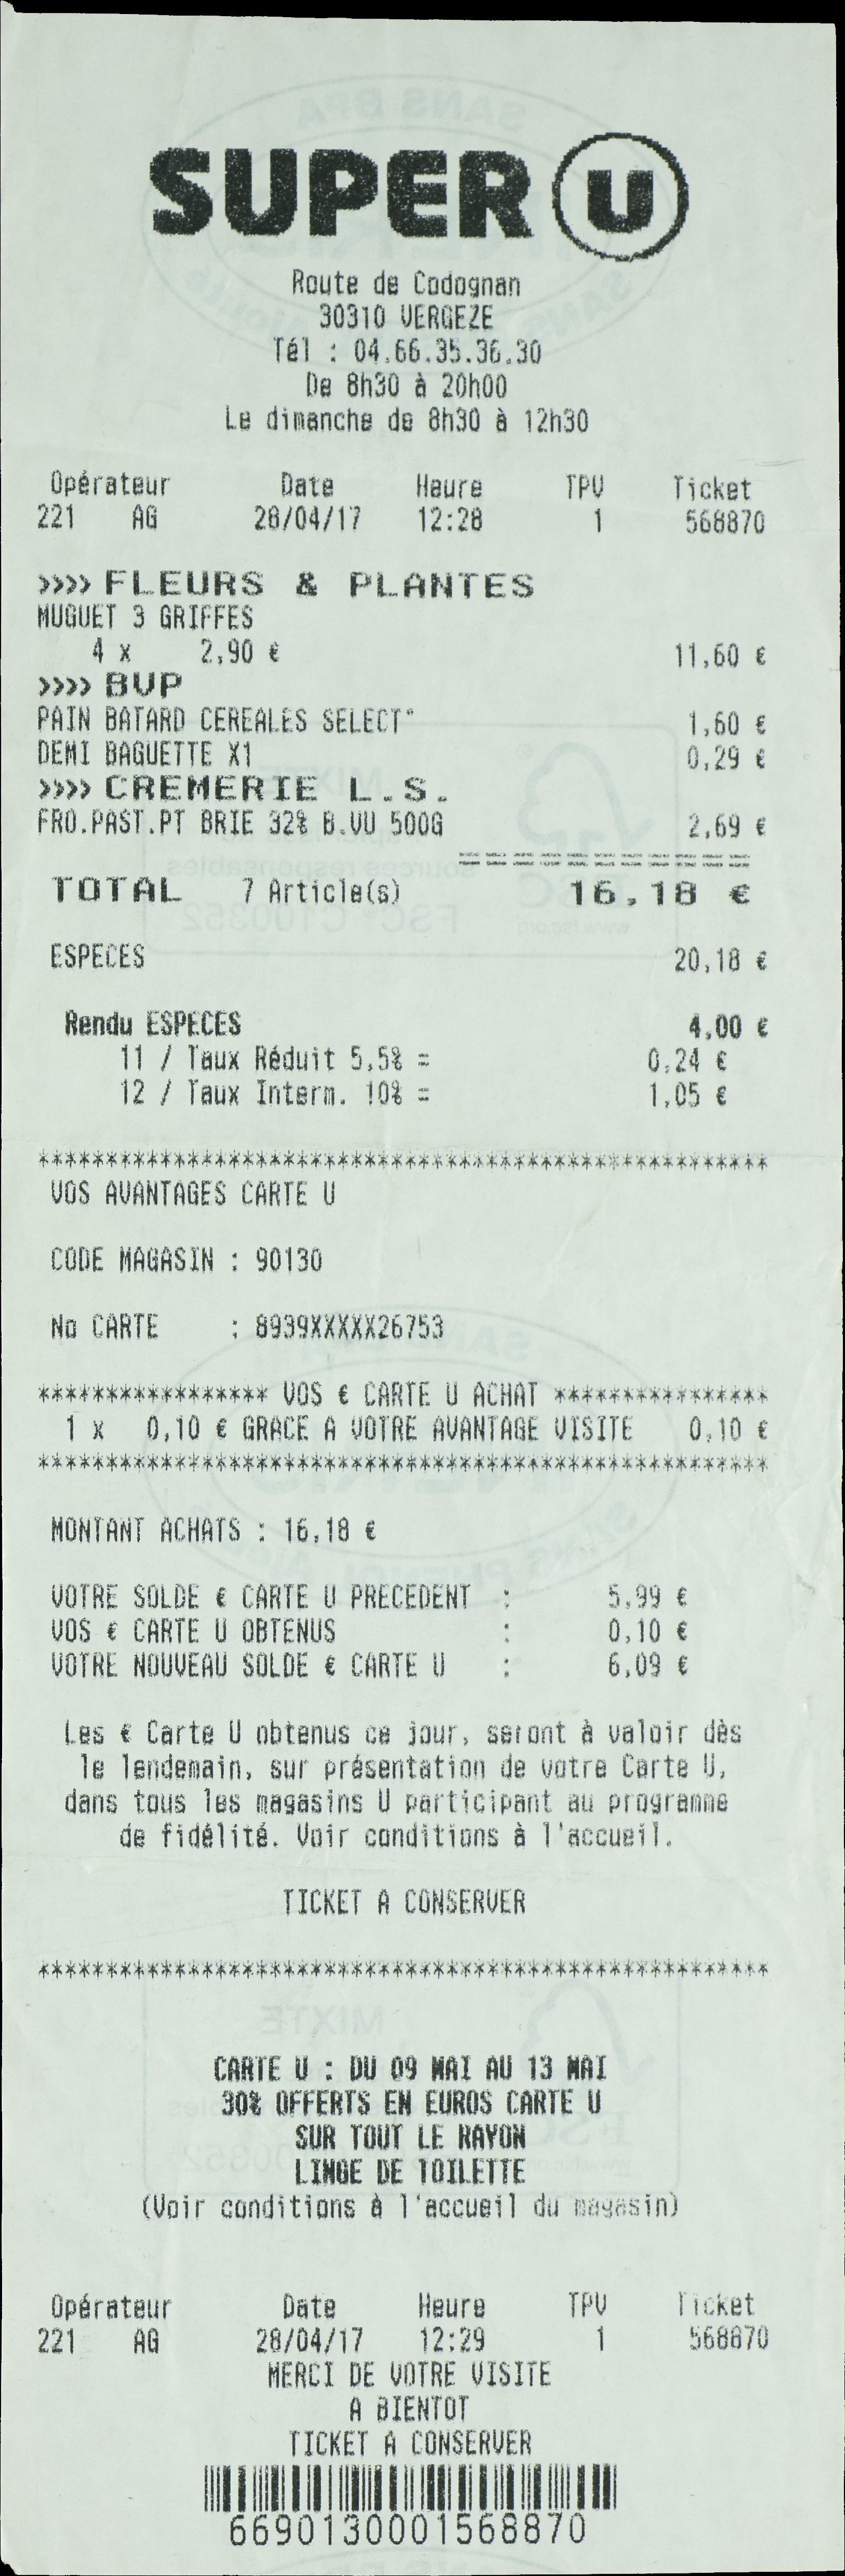 SUPER U
Route de Codognan
30310 VERGEZE
Tél : 04.66.35.36.30
De 8h30 à 20h00
Le dimanche de 8h30 à 12h30
Opérateur Date Heure TPV Ticket
221 AG 28/04/17 12:28 1 568870
>>>> FLEURS & PLANTES
MUGUET 3 GRIFFES
4 x 2,90 € 11,60 €
>>>> BVP
PAIN BATARD CEREALES SELECT° 1,60 €
DEMI BAGUETTE X1 0,29 €
>>>> CREMERIE L.S.
FRO.PAST.PT BRIE 32% B.VU 500G 2,69 €
TOTAL 7 Article(s) 16,18 €
ESPECES 20,18 €
Rendu ESPECES 4,00 €
11 / Taux Réduit 5,5% = 0,24 €
12 / Taux Interm. 10% = 1,05 €
******************************************************
VOS AVANTAGES CARTE U
CODE MAGASIN : 90130
No CARTE : 8939XXXXX26753
***************** VOS € CARTE U ACHAT ****************
1 x 0,10 € GRACE A VOTRE AVANTAGE VISITE 0,10 €
******************************************************
MONTANT ACHATS : 16,18 €
VOTRE SOLDE € CARTE U PRECEDENT : 5,99 €
VOS € CARTE U OBTENUS : 0,10 €
VOTRE NOUVEAU SOLDE € CARTE U : 6,09 €
Les € Carte U obtenus ce jour, seront à valoir dès
le lendemain, sur présentation de votre Carte U,
dans tous les magasins U participant au programme
de fidélité. Voir conditions à l'accueil.
TICKET A CONSERVER
******************************************************
CARTE U : DU 09 MAI AU 13 MAI
30% OFFERTS EN EUROS CARTE U
SUR TOUT LE RAYON
LINGE DE TOILETTE
(Voir conditions à l'accueil du magasin)
Opérateur Date Heure TPV Ticket
221 AG 28/04/17 12:29 1 568870
MERCI DE VOTRE VISITE
A BIENTOT
TICKET A CONSERVER
6690130001568870